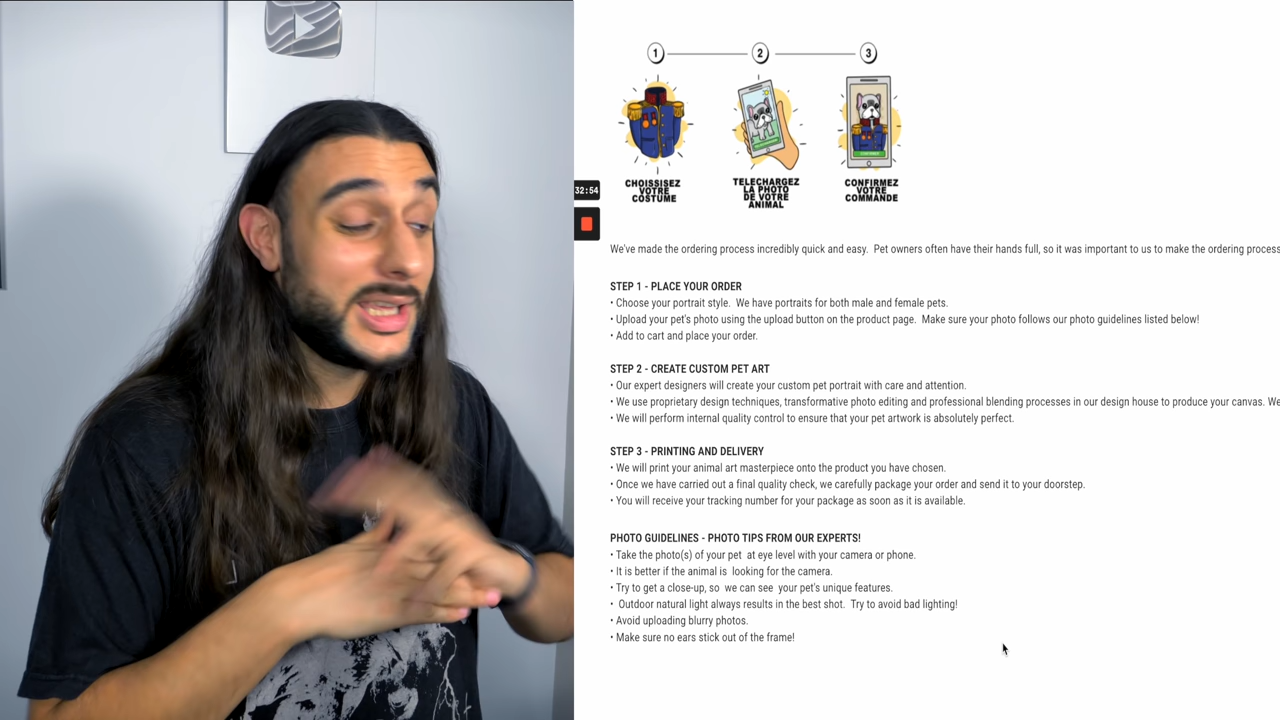 1 2 3
CHOISSISEZ
VOTRE
COSTUME
TELECHARGEZ
LA PHOTO
DE VOTRE
ANIMAL
CONFIRMEZ
VOTRE
COMMANDE
32:54
We've made the ordering process incredibly quick and easy. Pet owners often have their hands full, so it was important to us to make the ordering process
STEP 1 - PLACE YOUR ORDER
• Choose your portrait style. We have portraits for both male and female pets.
• Upload your pet's photo using the upload button on the product page. Make sure your photo follows our photo guidelines listed below!
• Add to cart and place your order.
STEP 2 - CREATE CUSTOM PET ART
• Our expert designers will create your custom pet portrait with care and attention.
• We use proprietary design techniques, transformative photo editing and professional blending processes in our design house to produce your canvas. We
• We will perform internal quality control to ensure that your pet artwork is absolutely perfect.
STEP 3 - PRINTING AND DELIVERY
• We will print your animal art masterpiece onto the product you have chosen.
• Once we have carried out a final quality check, we carefully package your order and send it to your doorstep.
• You will receive your tracking number for your package as soon as it is available.
PHOTO GUIDELINES - PHOTO TIPS FROM OUR EXPERTS!
• Take the photo(s) of your pet at eye level with your camera or phone.
• It is better if the animal is looking for the camera.
• Try to get a close-up, so we can see your pet's unique features.
• Outdoor natural light always results in the best shot. Try to avoid bad lighting!
• Avoid uploading blurry photos.
• Make sure no ears stick out of the frame!